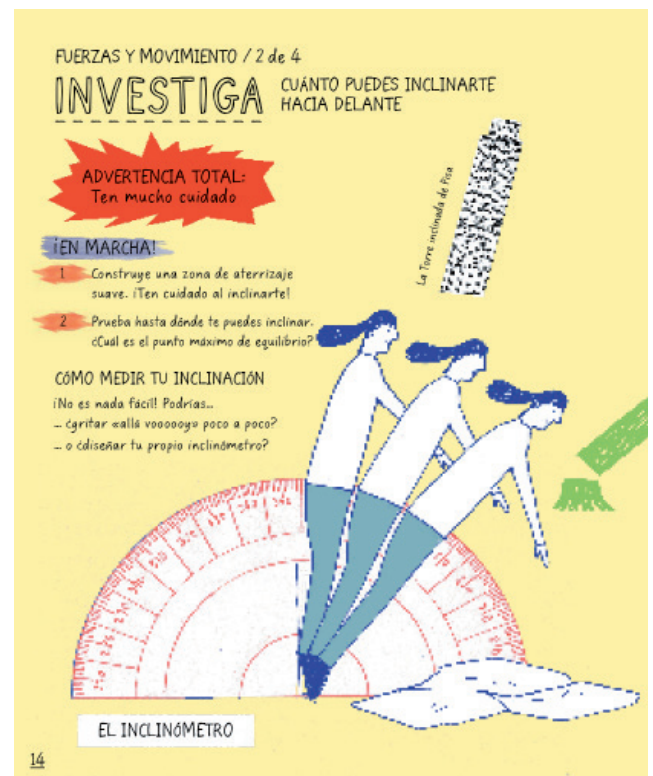 FUERZAS Y MOVIMIENTO / 2 de 4
INVESTIGA
CUÁNTO PUEDES INCLINARTE
HACIA DELANTE
ADVERTENCIA TOTAL:
Ten mucho cuidado
La Torre inclinada de Pisa
¡EN MARCHA!
1 Construye una zona de aterrizaje
suave. ¡Ten cuidado al inclinarte!
2 Prueba hasta dónde te puedes inclinar.
¿Cuál es el punto máximo de equilibrio?
CÓMO MEDIR TU INCLINACIÓN
¡No es nada fácil! Podrías...
... ¿gritar «allá voooooy» poco a poco?
... o ¿diseñar tu propio inclinómetro?
EL INCLINÓMETRO
14